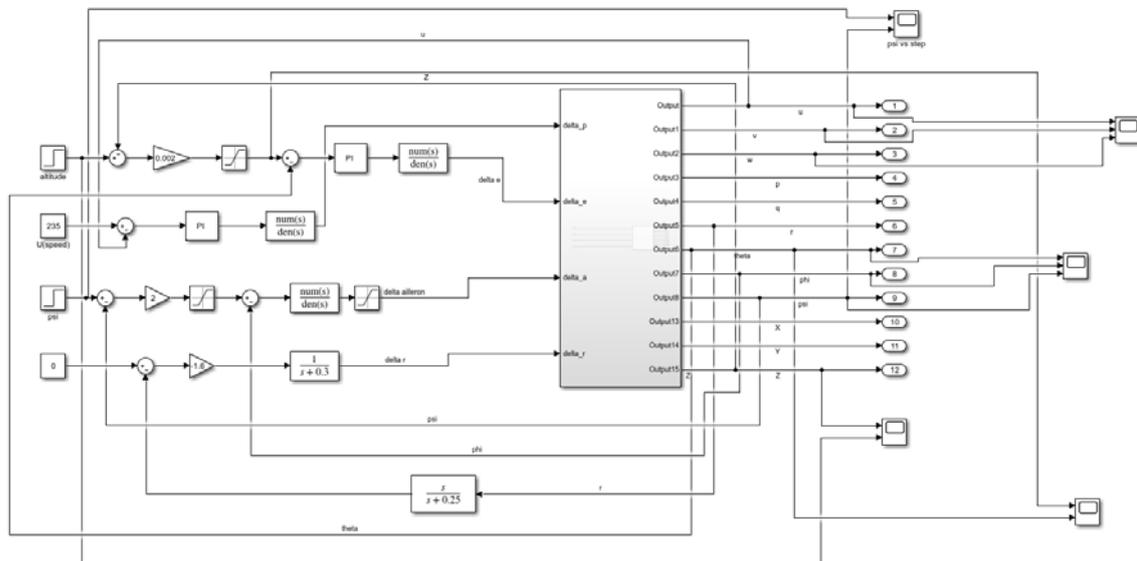 u
psi vs step
Z
Output
1
u
delta_p
Output1
2
v
0.002
PI
num(s)
den(s)
Output2
3
w
altitude
delta e
Output3
4
p
delta_e
Output4
5
q
235
PI
num(s)
den(s)
Output5
6
r
U(speed)
Output6
7
theta
delta_a
Output7
8
phi
psi
2
num(s)
den(s)
delta ailleron
Output8
9
psi
Output13
10
X
Output14
11
Y
delta_r
0
-1.6
1
s + 0.3
delta r
Output15
12
Z
Z
psi
phi
s
s + 0.25
r
theta